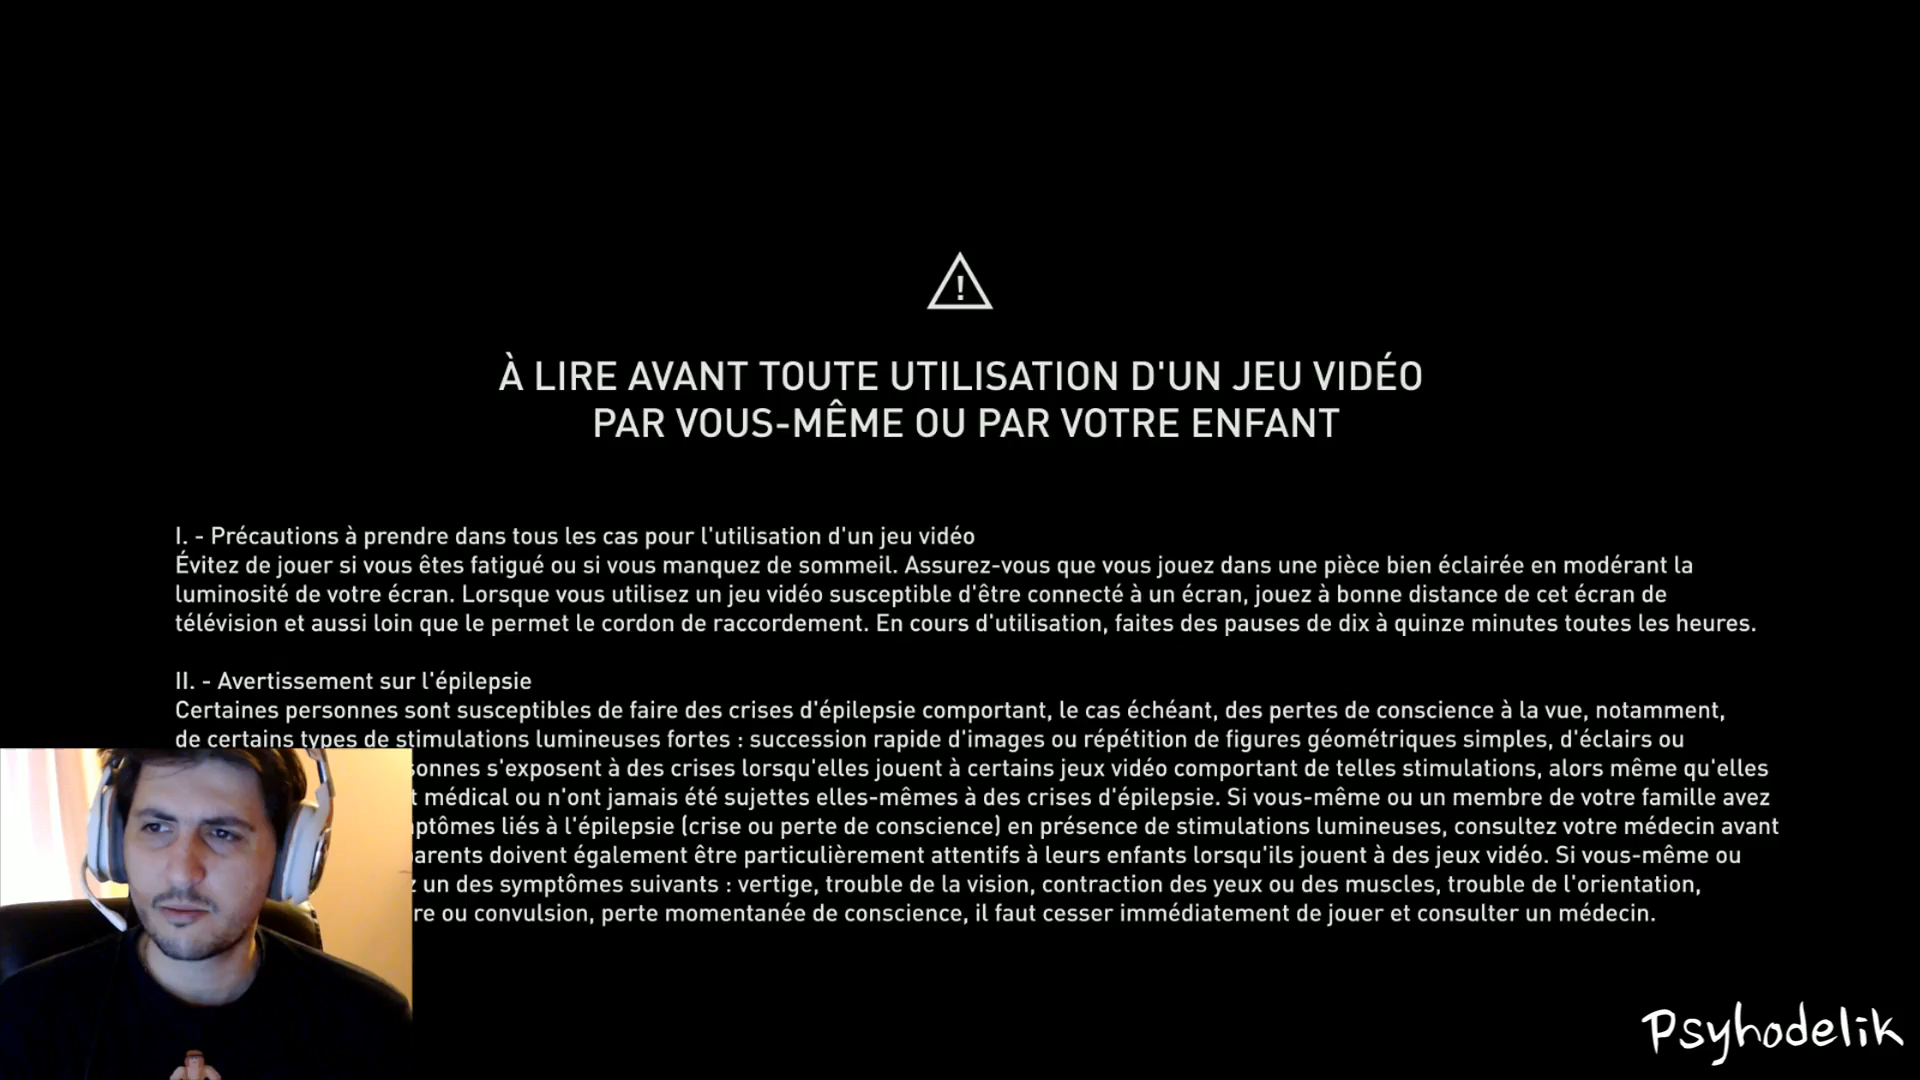 !
À LIRE AVANT TOUTE UTILISATION D'UN JEU VIDÉO
PAR VOUS-MÊME OU PAR VOTRE ENFANT
I. - Précautions à prendre dans tous les cas pour l'utilisation d'un jeu vidéo
Évitez de jouer si vous êtes fatigué ou si vous manquez de sommeil. Assurez-vous que vous jouez dans une pièce bien éclairée en modérant la
luminosité de votre écran. Lorsque vous utilisez un jeu vidéo susceptible d'être connecté à un écran, jouez à bonne distance de cet écran de
télévision et aussi loin que le permet le cordon de raccordement. En cours d'utilisation, faites des pauses de dix à quinze minutes toutes les heures.
II. - Avertissement sur l'épilepsie
Certaines personnes sont susceptibles de faire des crises d'épilepsie comportant, le cas échéant, des pertes de conscience à la vue, notamment,
de certains types de stimulations lumineuses fortes : succession rapide d'images ou répétition de figures géométriques simples, d'éclairs ou
s'exposent à des crises lorsqu'elles jouent à certains jeux vidéo comportant de telles stimulations, alors même qu'elles
médical ou n'ont jamais été sujettes elles-mêmes à des crises d'épilepsie. Si vous-même ou un membre de votre famille avez
liés à l'épilepsie (crise ou perte de conscience) en présence de stimulations lumineuses, consultez votre médecin avant
parents doivent également être particulièrement attentifs à leurs enfants lorsqu'ils jouent à des jeux vidéo. Si vous-même ou
un des symptômes suivants : vertige, trouble de la vision, contraction des yeux ou des muscles, trouble de l'orientation,
ou convulsion, perte momentanée de conscience, il faut cesser immédiatement de jouer et consulter un médecin.
Psyhodelik